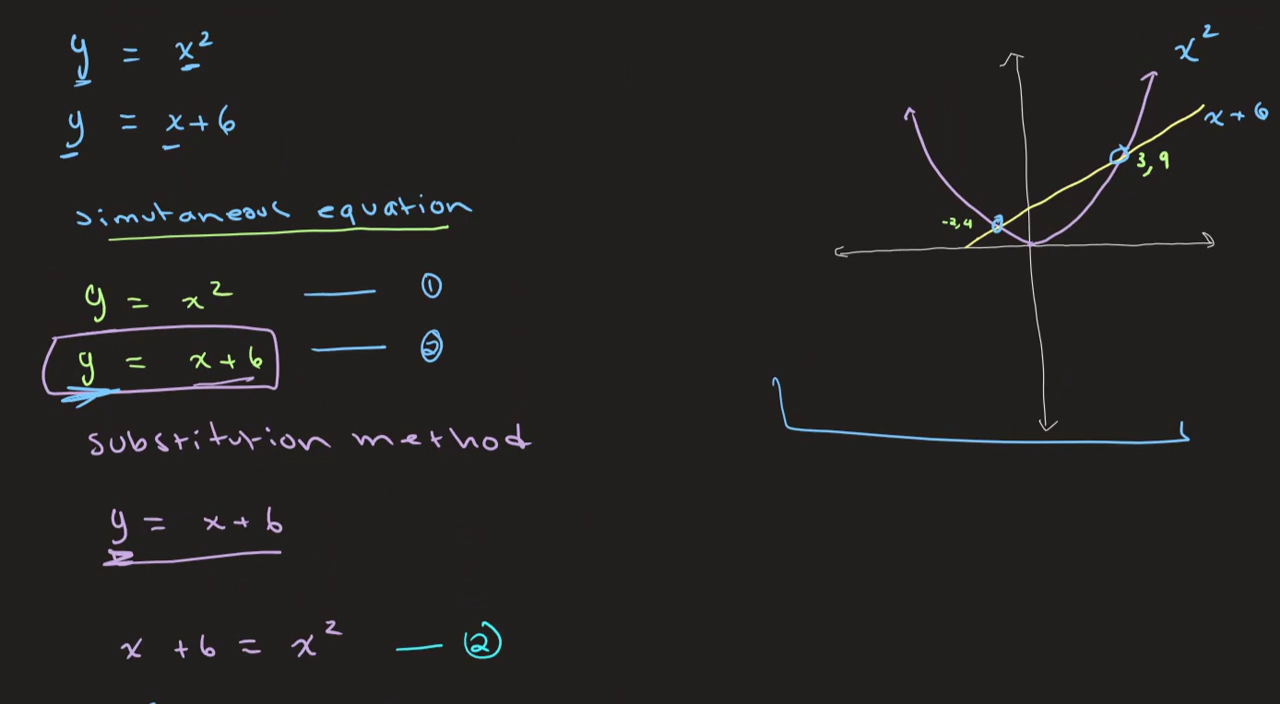 y = x²
y = x + 6
simutaneous equation
y = x² — ①
y = x + 6 — ②
substitution method
y = x + 6
x + 6 = x² — ②
x²
x + 6
3, 9
-2, 4